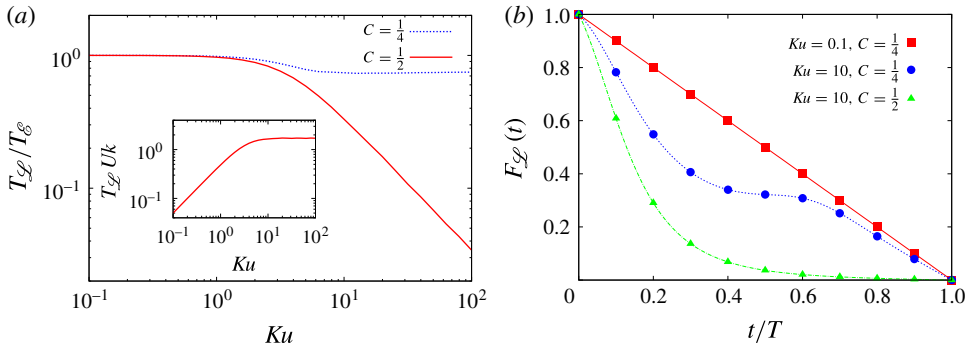 (a)
C = 1/4
C = 1/2
10^0
10^-1
T_ℒ/T_ℰ
10^-1
10^0
10^1
10^2
Ku
10^0
10^-1
T_ℒ Uk
10^-1
10^0
10^1
10^2
Ku
(b)
1.0
0.8
0.6
0.4
0.2
F_ℒ(t)
Ku = 0.1, C = 1/4
Ku = 10, C = 1/4
Ku = 10, C = 1/2
0
0.2
0.4
0.6
0.8
1.0
t/T